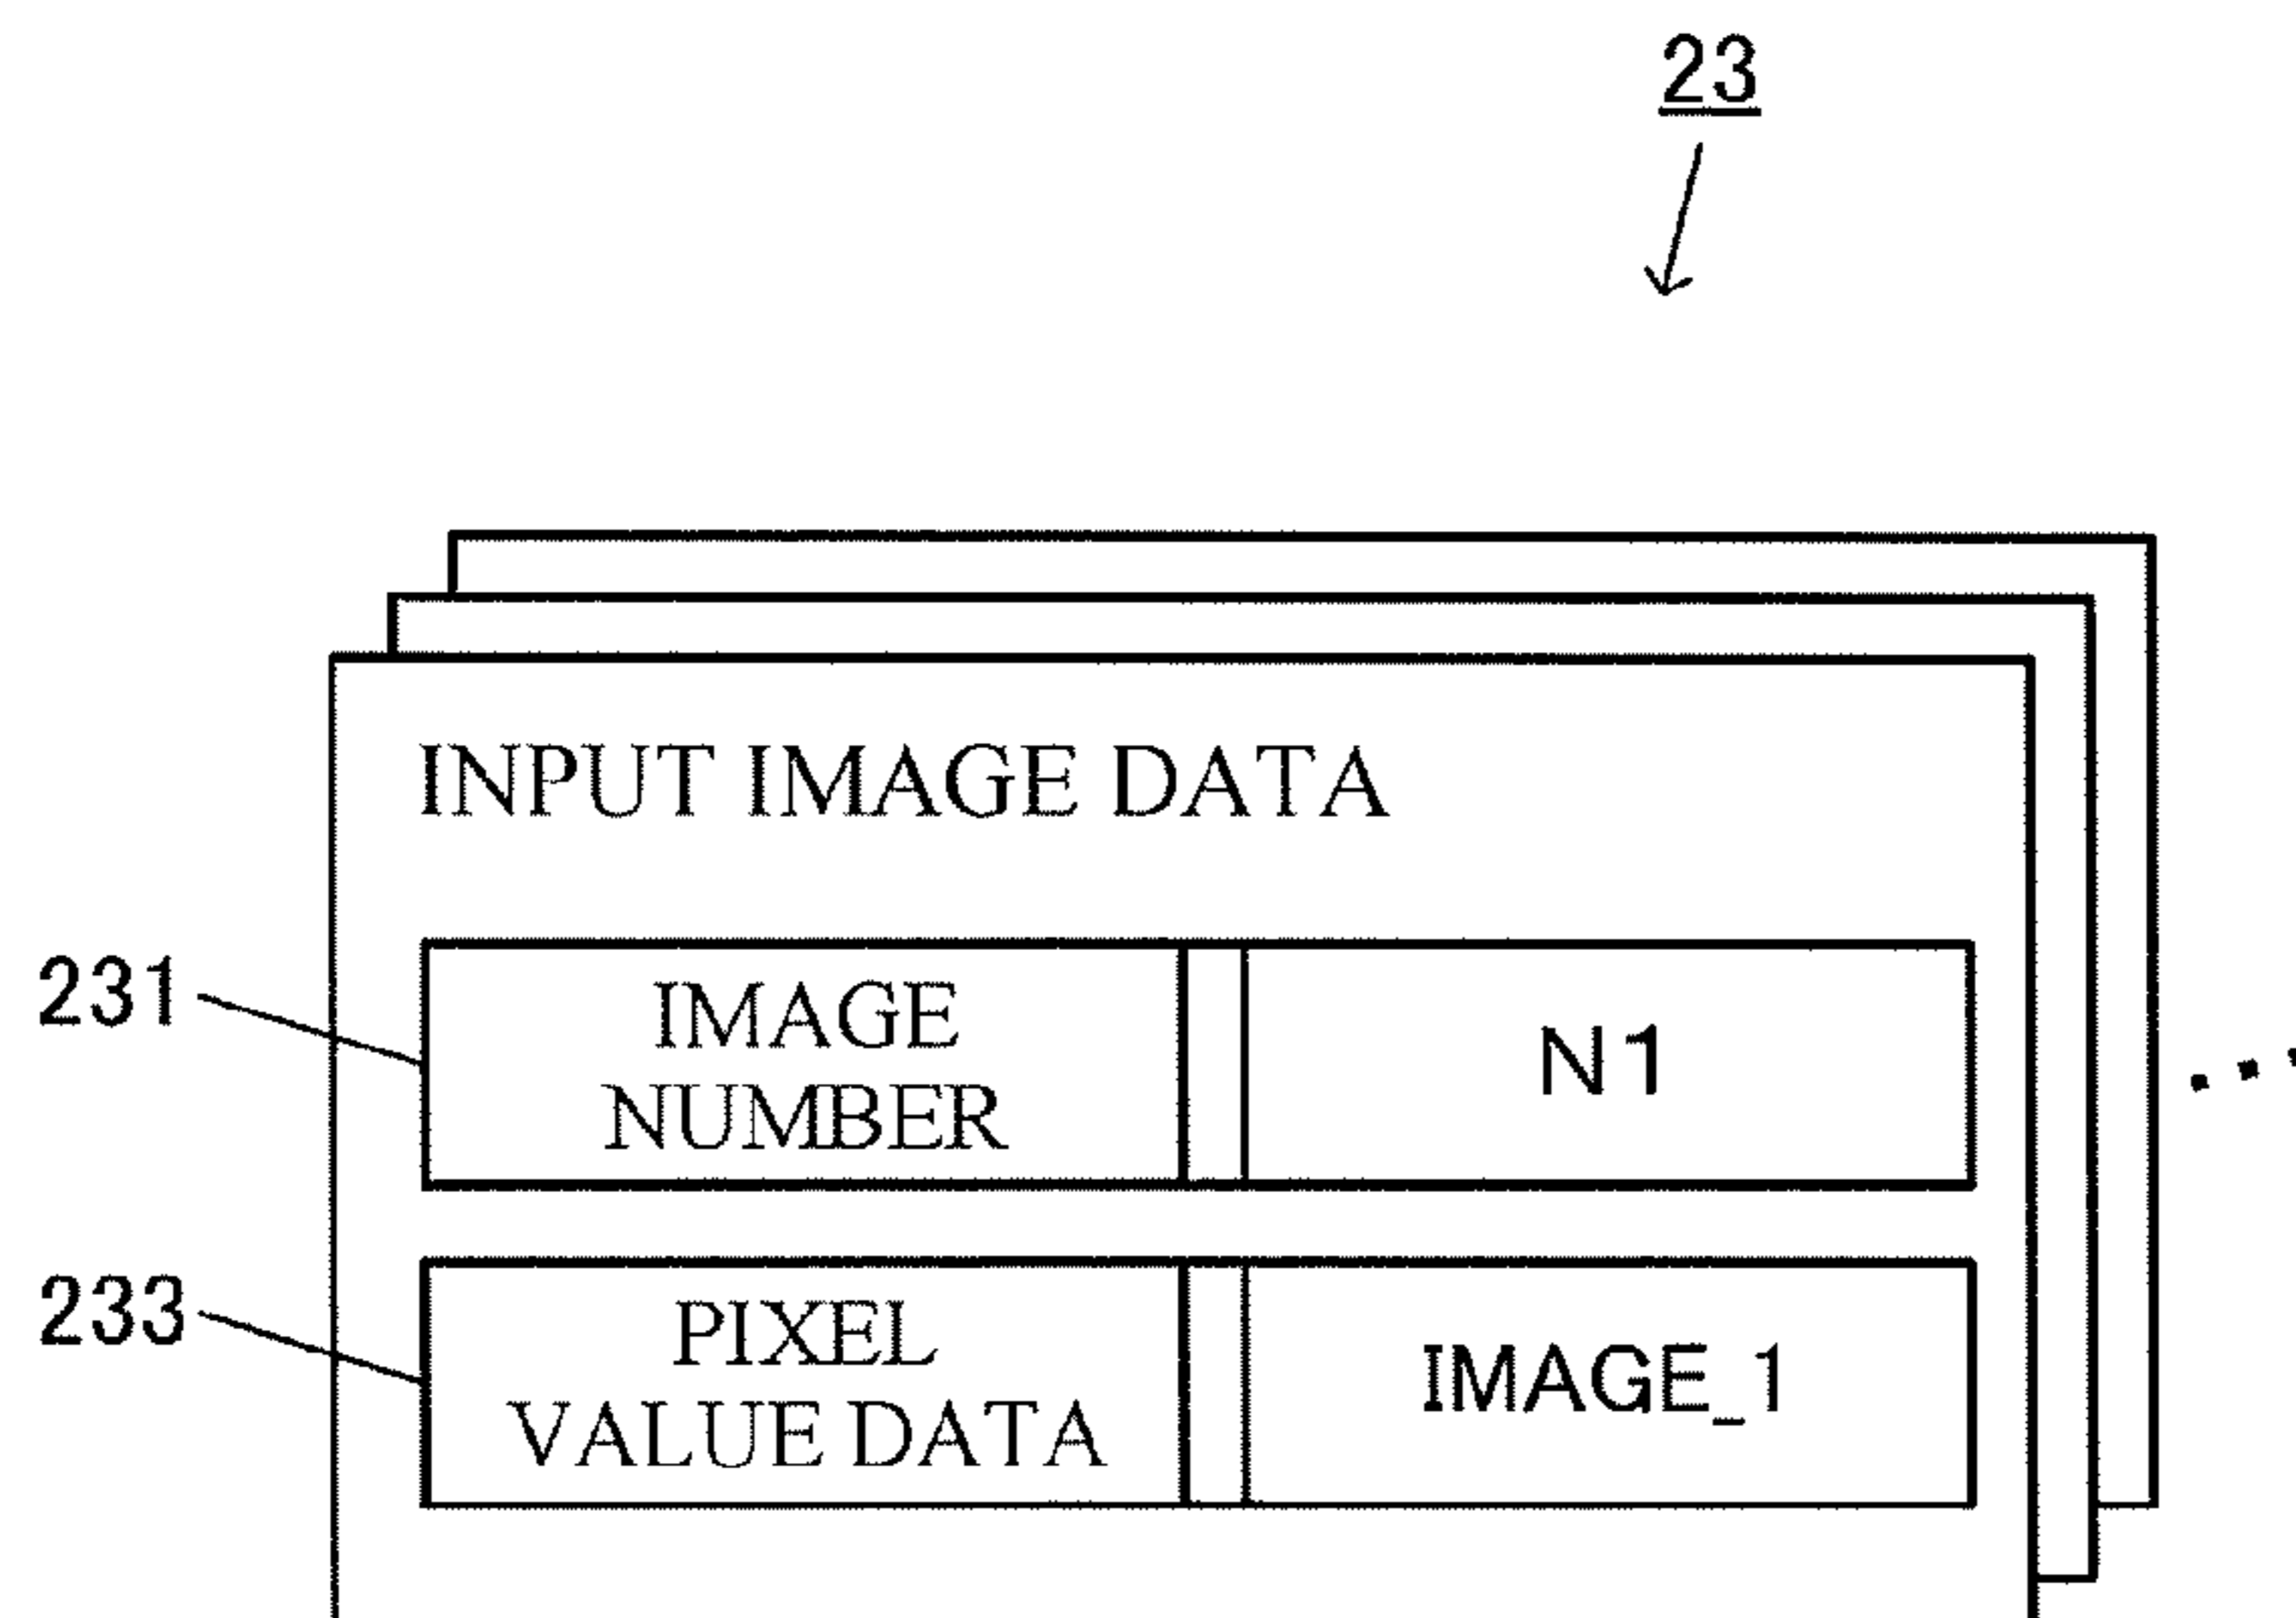 23
INPUT IMAGE DATA
231
IMAGE
NUMBER
N1
233
PIXEL
VALUE DATA
IMAGE_1